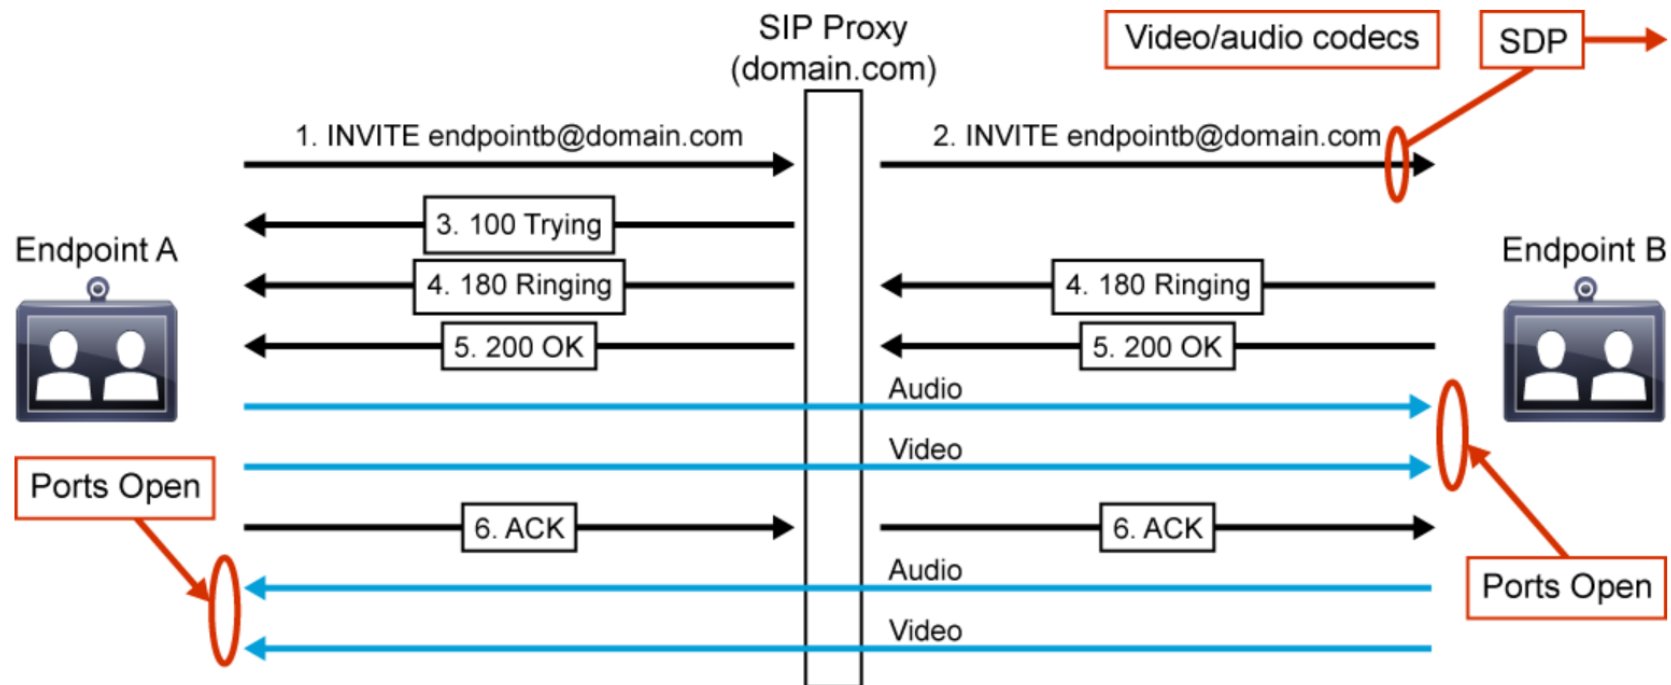 SIP Proxy
(domain.com)
Video/audio codecs
SDP
1. INVITE endpointb@domain.com
2. INVITE endpointb@domain.com
3. 100 Trying
Endpoint A
Endpoint B
4. 180 Ringing
4. 180 Ringing
5. 200 OK
5. 200 OK
Audio
Video
Ports Open
6. ACK
6. ACK
Audio
Ports Open
Video